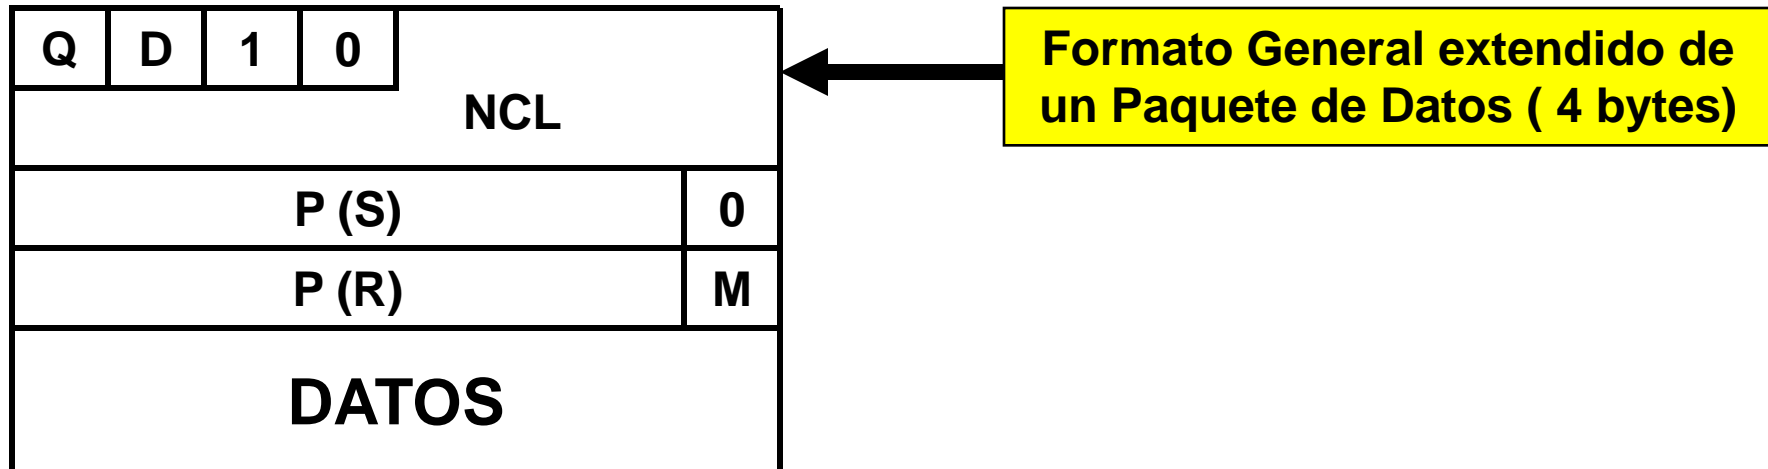 Q D 1 0
NCL
P (S) 0
P (R) M
DATOS
Formato General extendido de
un Paquete de Datos ( 4 bytes)